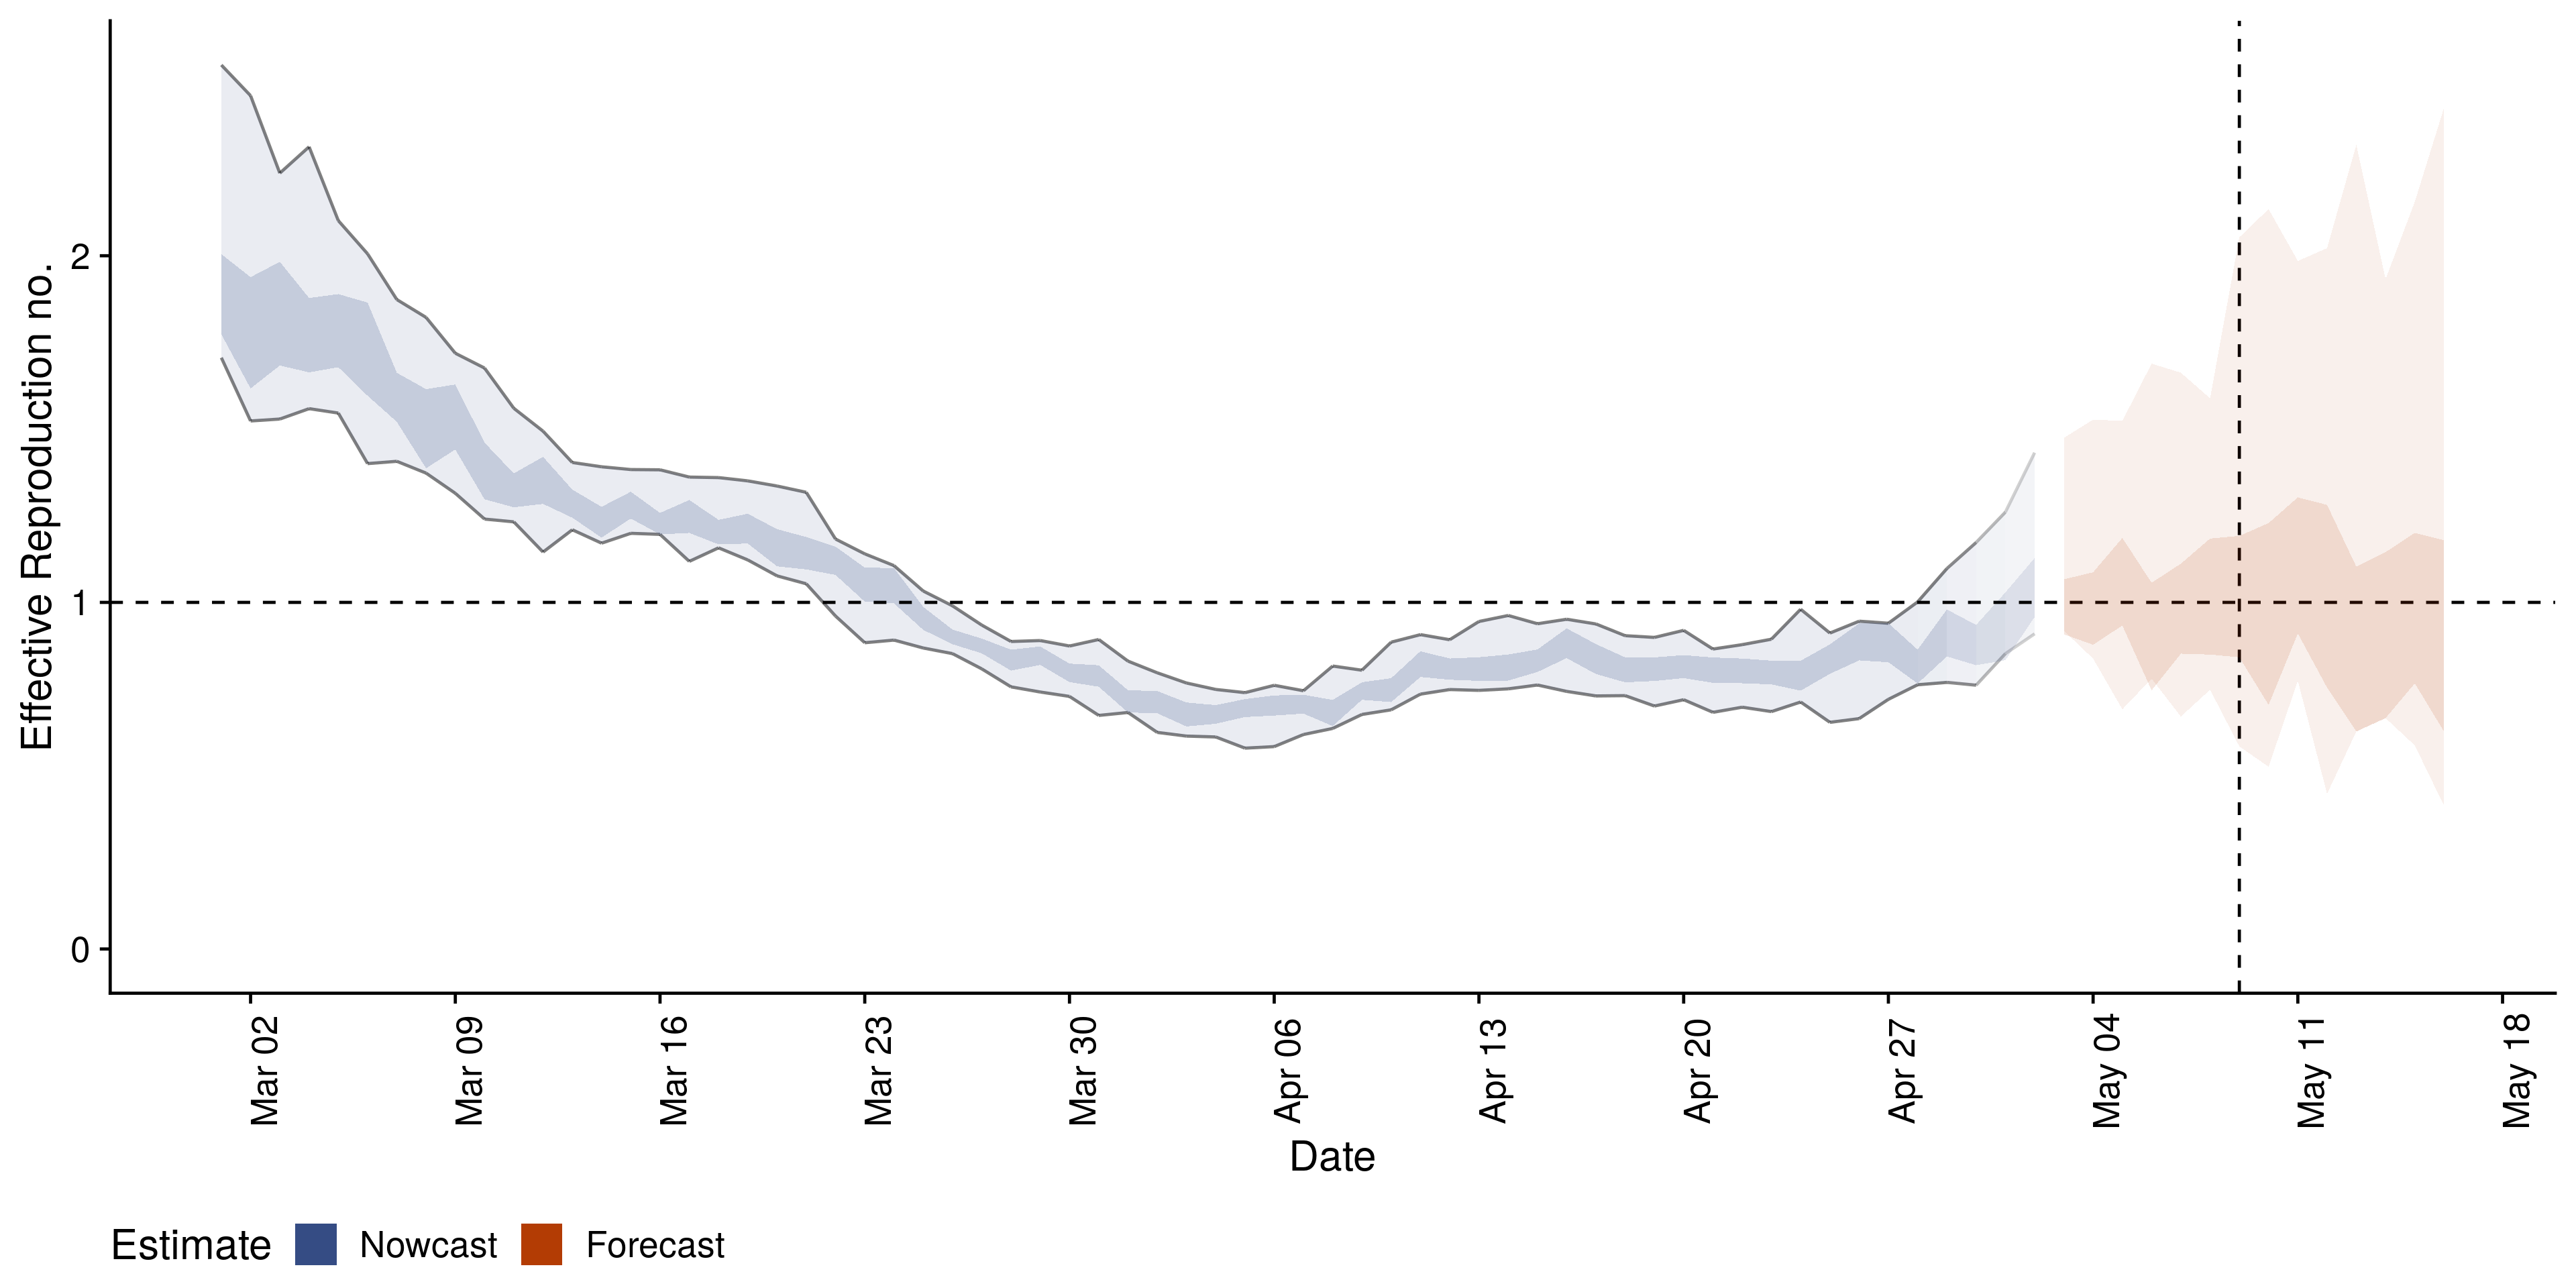 Effective Reproduction no.
2
1
0
Mar 02
Mar 09
Mar 16
Mar 23
Mar 30
Apr 06
Apr 13
Apr 20
Apr 27
May 04
May 11
May 18
Date
Estimate Nowcast Forecast